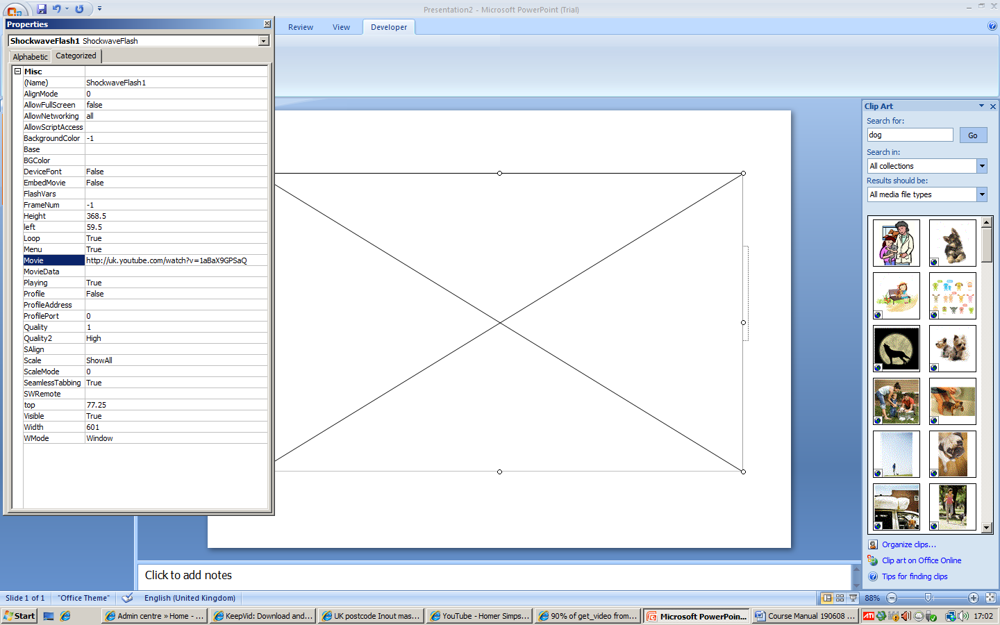 Presentation2 - Microsoft PowerPoint (Trial)
Properties
Review View Developer
ShockwaveFlash1 ShockwaveFlash
Alphabetic Categorized
Misc
(Name) ShockwaveFlash1
AlignMode 0
AllowFullScreen false
AllowNetworking all
AllowScriptAccess
BackgroundColor -1
Base
BGColor
DeviceFont False
EmbedMovie False
FlashVars
FrameNum -1
Height 368.5
left 59.5
Loop True
Menu True
Movie http://uk.youtube.com/watch?v=1aBaX9GPSaQ
MovieData
Playing True
Profile False
ProfileAddress
ProfilePort 0
Quality 1
Quality2 High
SAlign
Scale ShowAll
ScaleMode 0
SeamlessTabbing True
SWRemote
top 77.25
Visible True
Width 601
WMode Window
Clip Art
Search for:
dog Go
Search in:
All collections
Results should be:
All media file types
Organize clips...
Clip art on Office Online
Tips for finding clips
Click to add notes
Slide 1 of 1 "Office Theme" English (United Kingdom) 88%
Start Admin centre » Home - ... KeepVid: Download and... UK postcode Inout mas... YouTube - Homer Simps... 90% of get_video from... Microsoft PowerPoin... Course Manual 190608 ... ATI 17:02